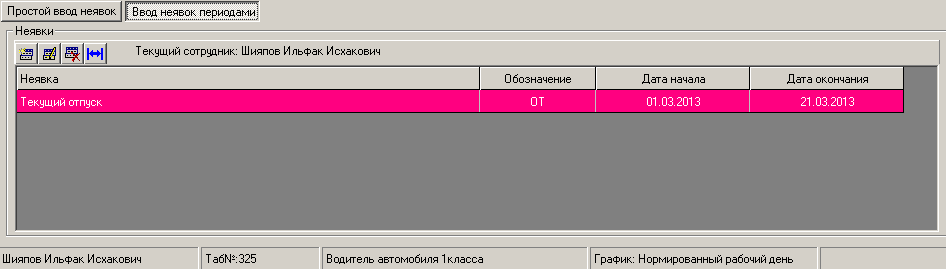 Простой ввод неявок Ввод неявок периодами
Неявки
Текущий сотрудник: Шияпов Ильфак Исхакович
Неявка Обозначение Дата начала Дата окончания
Текущий отпуск ОТ 01.03.2013 21.03.2013
Шияпов Ильфак Исхакович Таб№:325 Водитель автомобиля 1класса График: Нормированный рабочий день